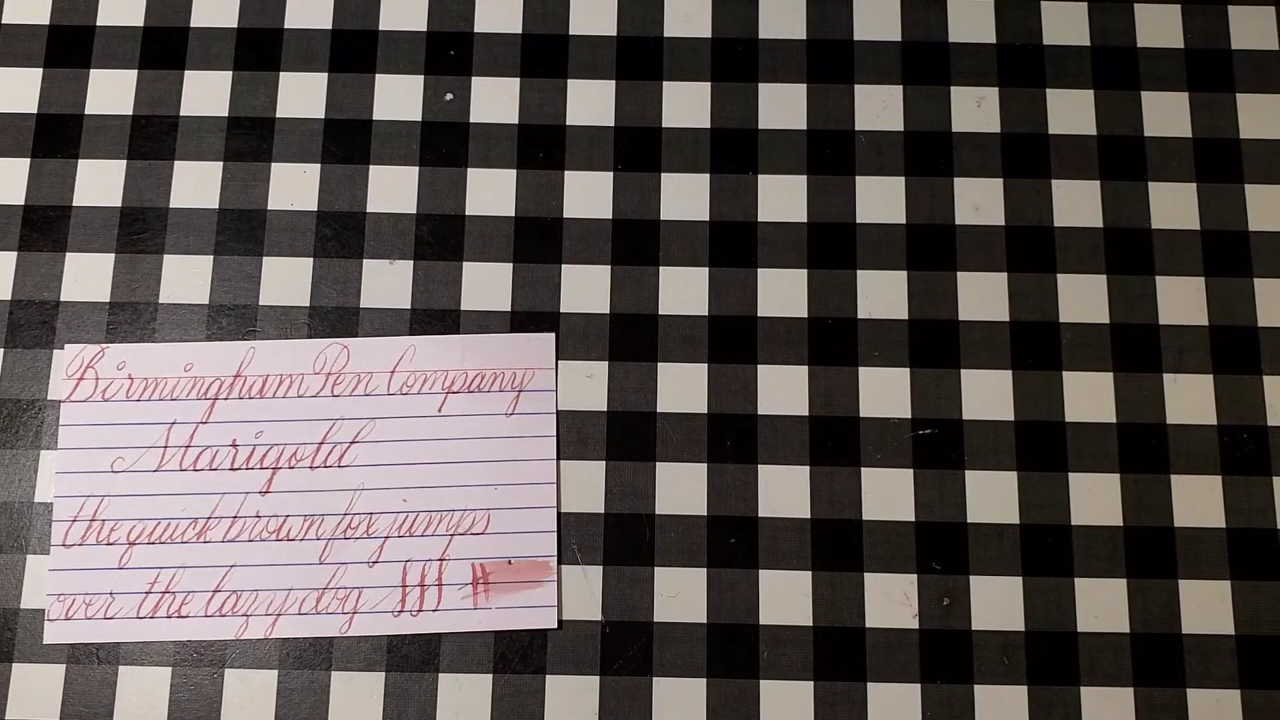 Birmingham Pen Company
Marigold
the quick brown fox jumps
over the lazy dog